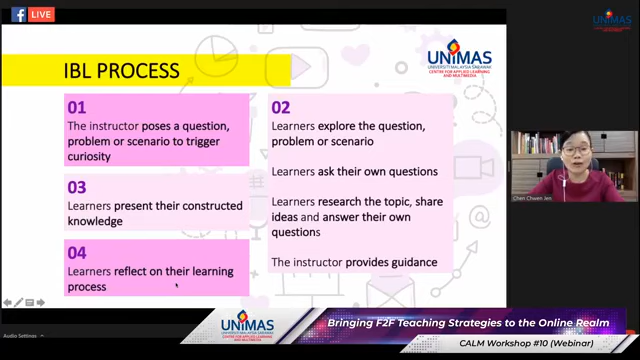 LIVE
UNIMAS
UNIMAS
UNIVERSITI MALAYSIA SARAWAK
CENTRE FOR APPLIED LEARNING
AND MULTIMEDIA
IBL PROCESS
01
The instructor poses a question,
problem or scenario to trigger
curiosity
02
Learners explore the question,
problem or scenario
Learners ask their own questions
Learners research the topic, share
ideas and answer their own
questions
The instructor provides guidance
03
Learners present their constructed
knowledge
04
Learners reflect on their learning
process
Chen Chwen Jen
Audio Settings
UNIMAS
Bringing F2F Teaching Strategies to the Online Realm
CALM Workshop #10 (Webinar)